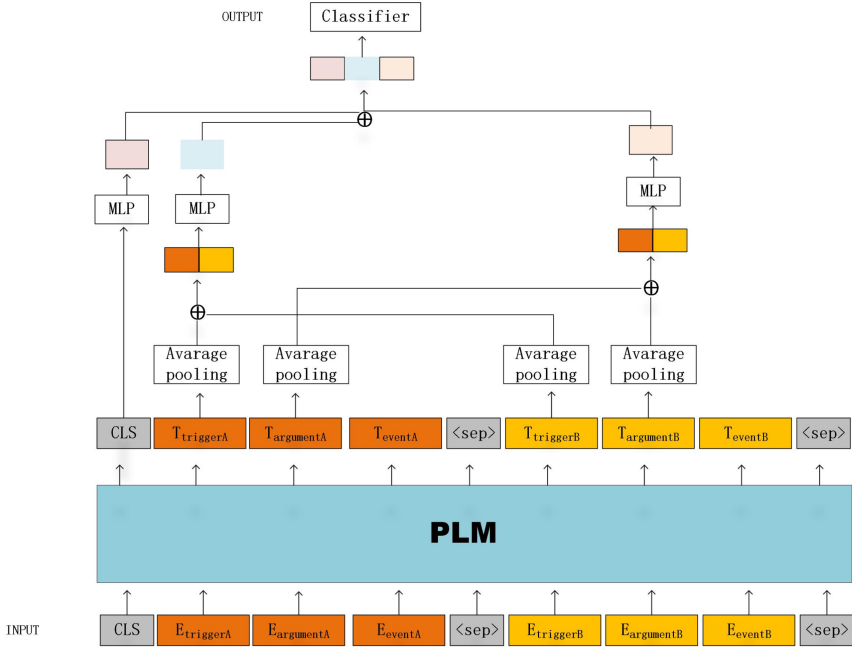 OUTPUT Classifier
MLP MLP MLP
Avarage pooling Avarage pooling Avarage pooling Avarage pooling
CLS TtriggerA TargumentA TeventA <sep> TtriggerB TargumentB TeventB <sep>
PLM
INPUT CLS EtriggerA EargumentA EeventA <sep> EtriggerB EargumentB EeventB <sep>